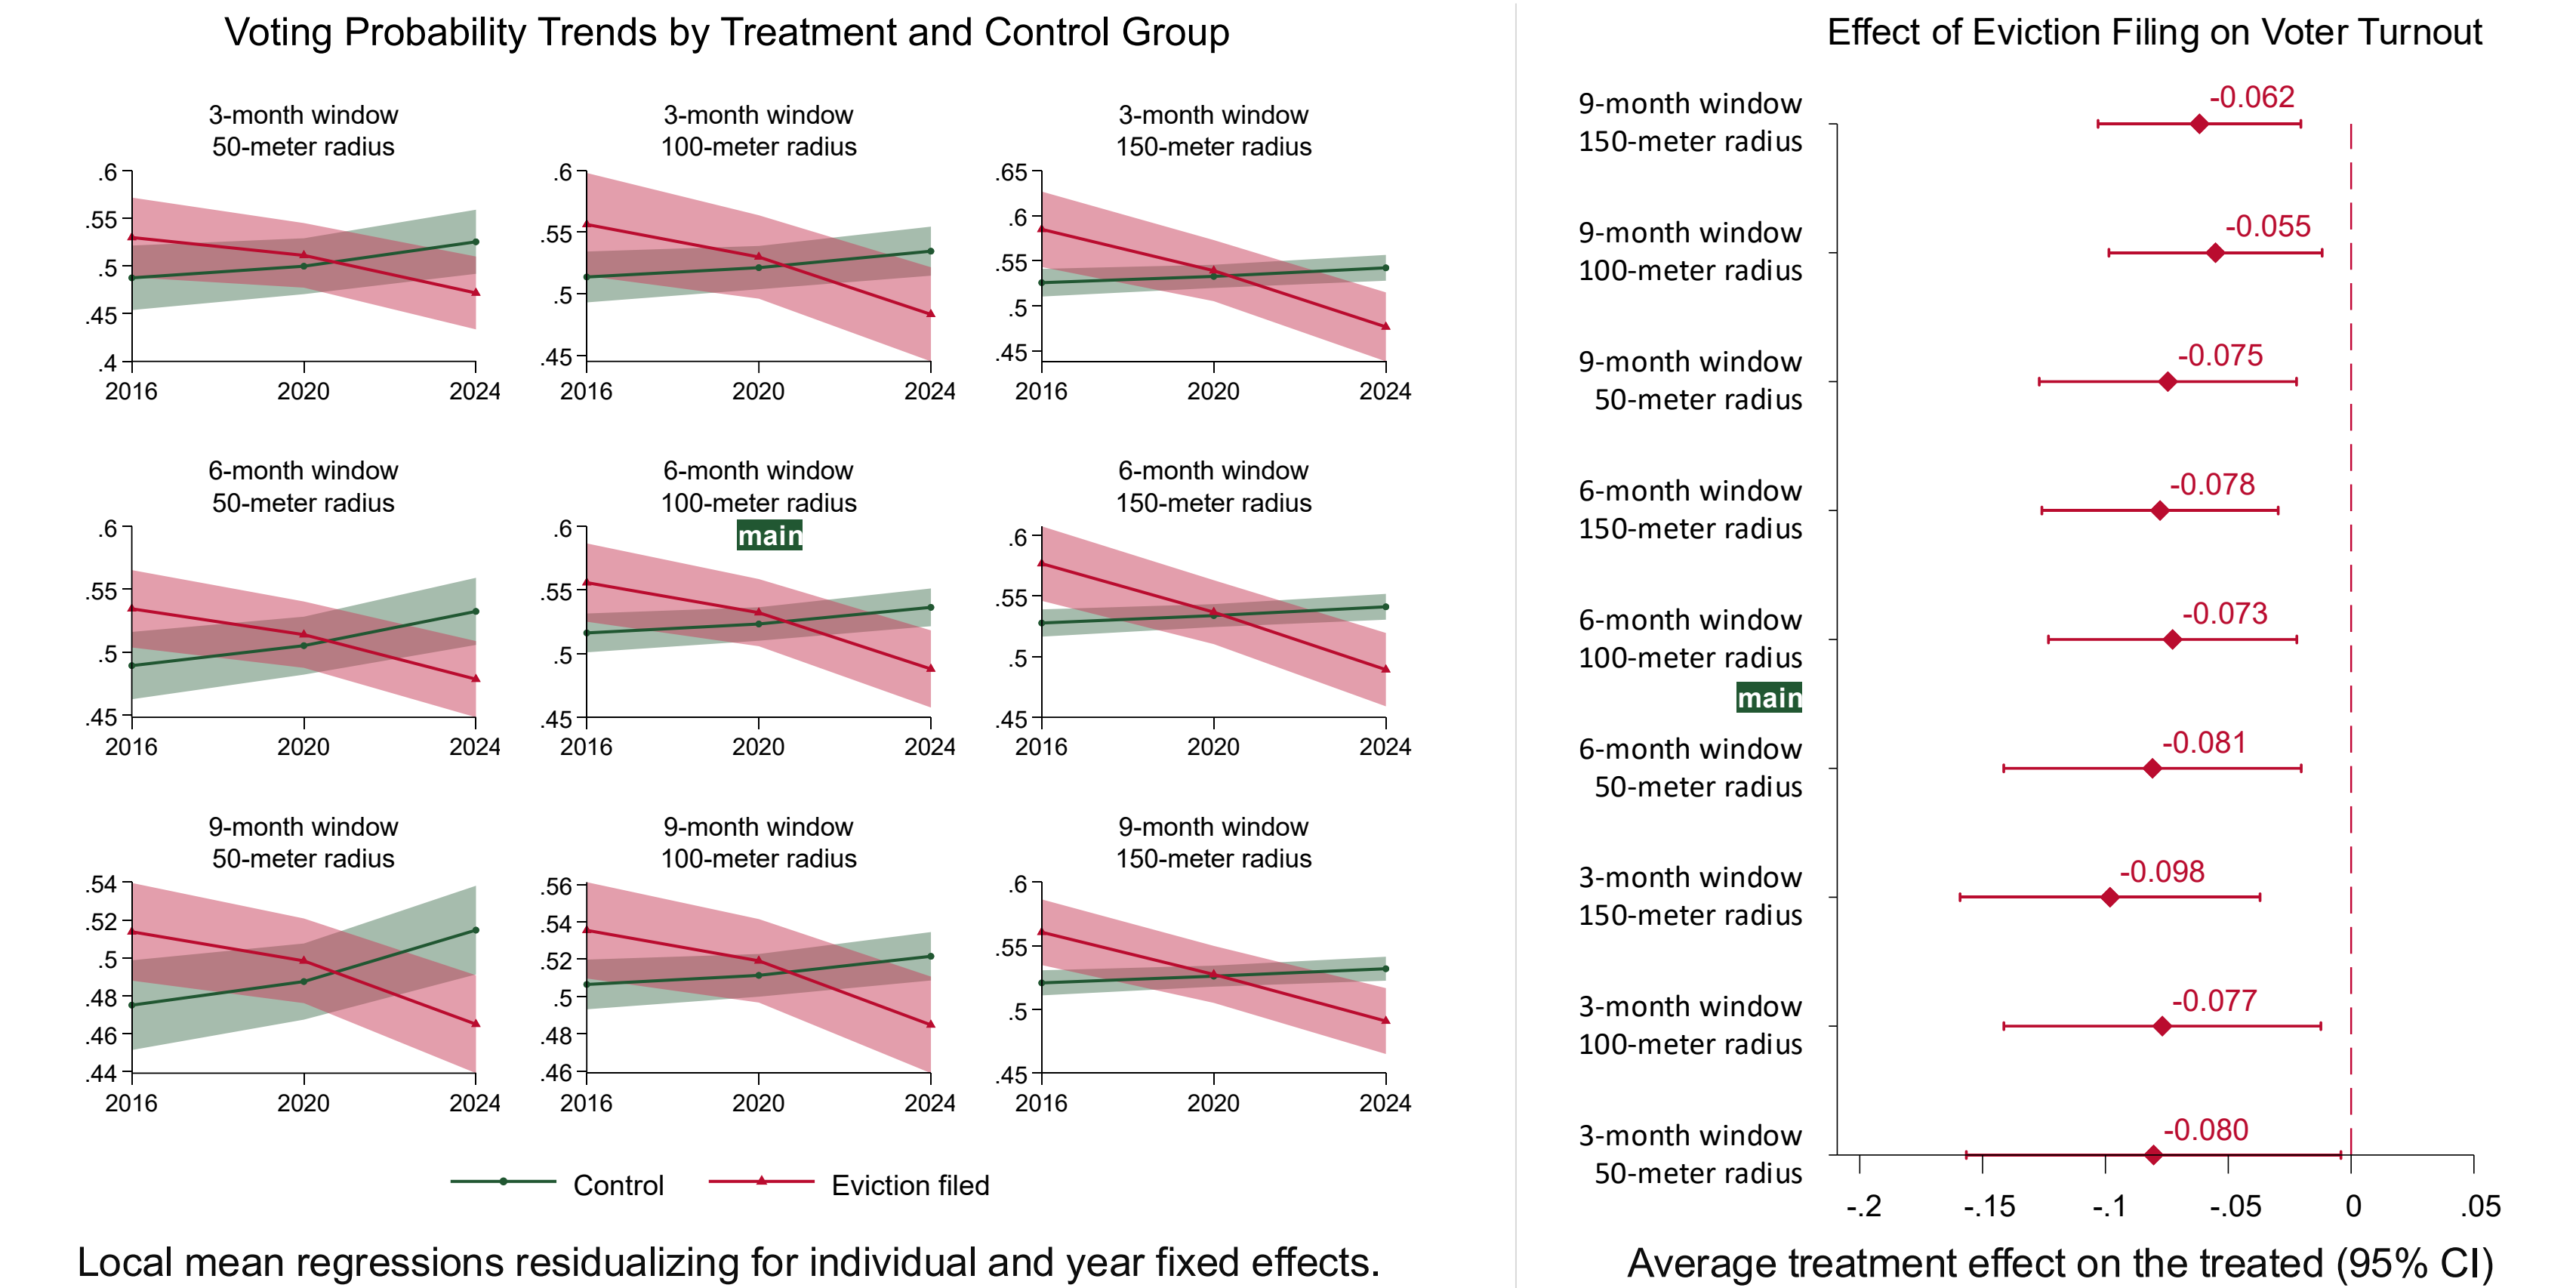 Voting Probability Trends by Treatment and Control Group
3-month window
50-meter radius
.6
.55
.5
.45
.4
2016
2020
2024
3-month window
100-meter radius
.6
.55
.5
.45
2016
2020
2024
3-month window
150-meter radius
.65
.6
.55
.5
.45
2016
2020
2024
6-month window
50-meter radius
.6
.55
.5
.45
2016
2020
2024
6-month window
100-meter radius
main
.6
.55
.5
.45
2016
2020
2024
6-month window
150-meter radius
.6
.55
.5
.45
2016
2020
2024
9-month window
50-meter radius
.54
.52
.5
.48
.46
.44
2016
2020
2024
9-month window
100-meter radius
.56
.54
.52
.5
.48
.46
2016
2020
2024
9-month window
150-meter radius
.6
.55
.5
.45
2016
2020
2024
Control
Eviction filed
Local mean regressions residualizing for individual and year fixed effects.
Effect of Eviction Filing on Voter Turnout
9-month window
150-meter radius
-0.062
9-month window
100-meter radius
-0.055
9-month window
50-meter radius
-0.075
6-month window
150-meter radius
-0.078
6-month window
100-meter radius
main
-0.073
6-month window
50-meter radius
-0.081
3-month window
150-meter radius
-0.098
3-month window
100-meter radius
-0.077
3-month window
50-meter radius
-0.080
-.2
-.15
-.1
-.05
0
.05
Average treatment effect on the treated (95% CI)